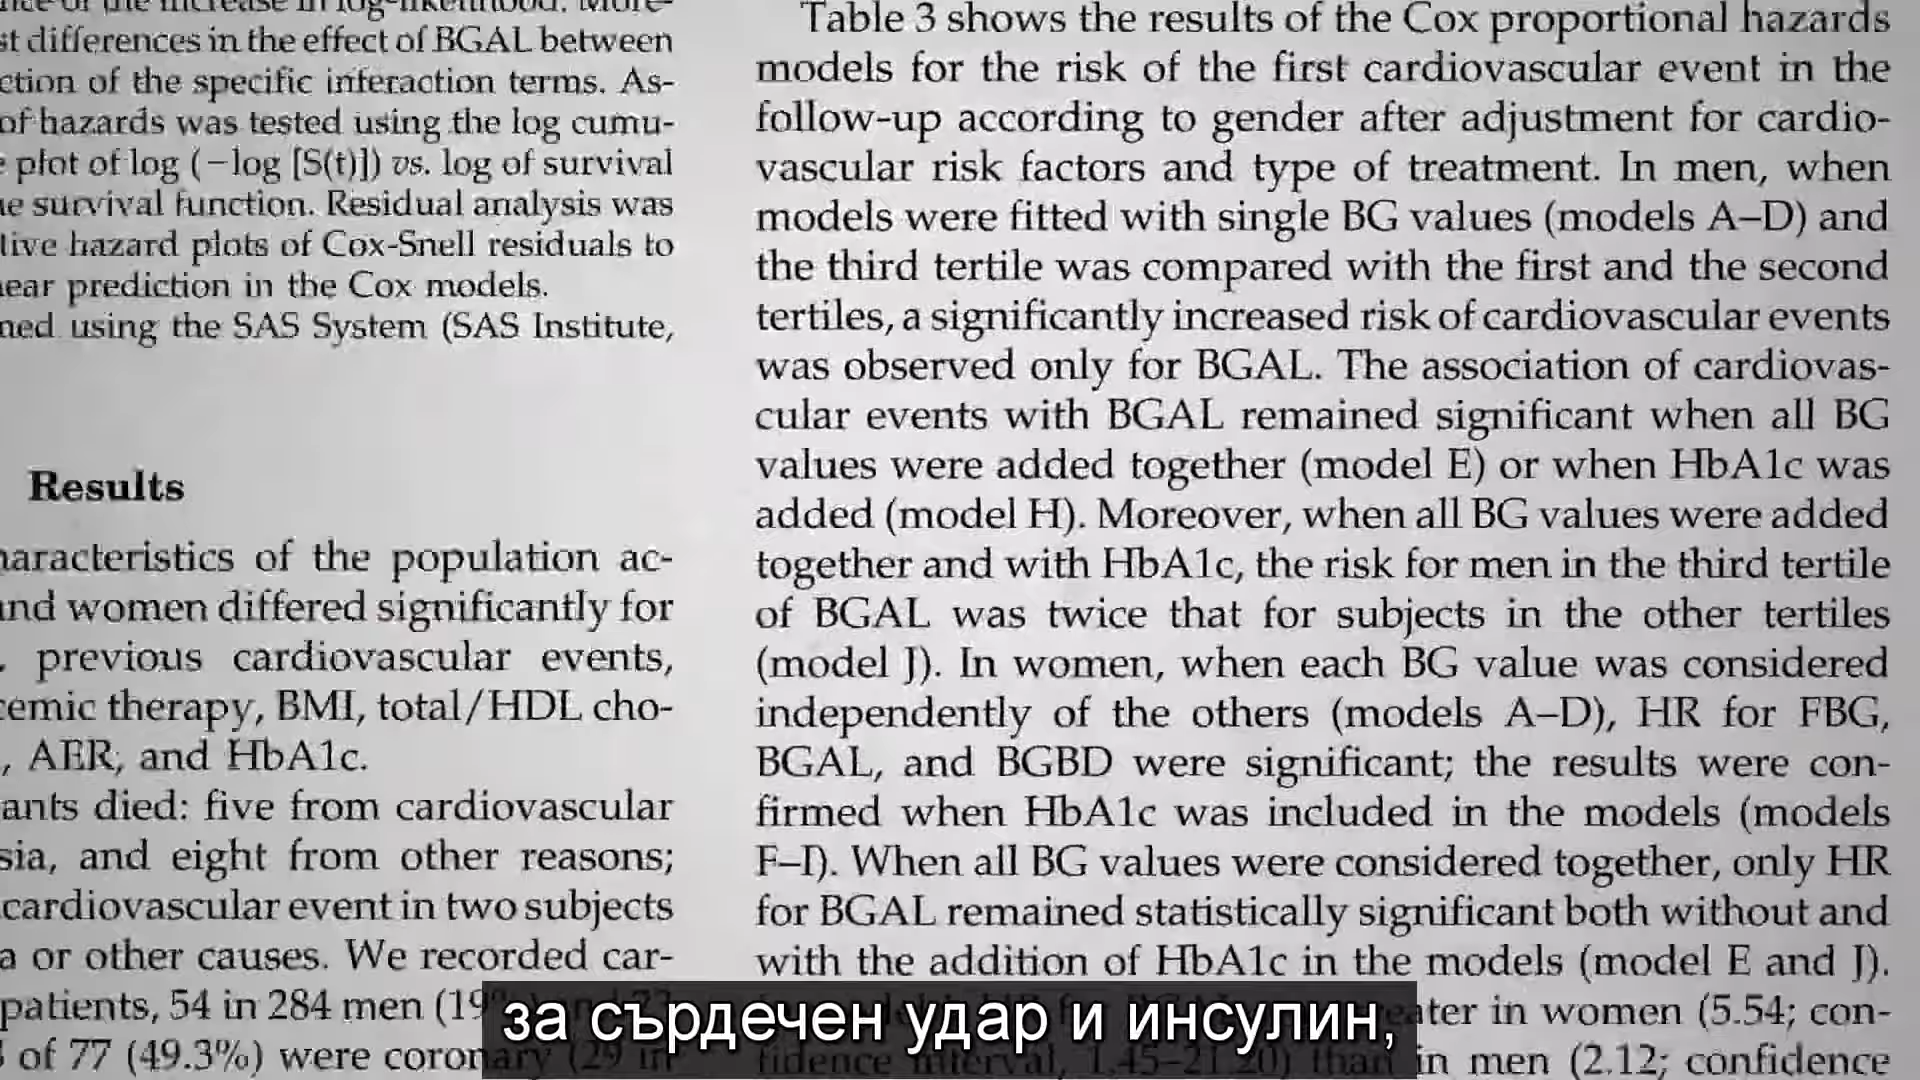 st differences in the effect of BGAL between
ction of the specific interaction terms. As-
of hazards was tested using the log cumu-
plot of log (−log [S(t)]) vs. log of survival
survival function. Residual analysis was
tive hazard plots of Cox-Snell residuals to
near prediction in the Cox models.
ned using the SAS System (SAS Institute,
Results
haracteristics of the population ac-
and women differed significantly for
previous cardiovascular events,
cemic therapy, BMI, total/HDL cho-
, AER, and HbA1c.
ants died: five from cardiovascular
sia, and eight from other reasons;
cardiovascular event in two subjects
a or other causes. We recorded car-
patients, 54 in 284 men (19%
of 77 (49.3%) were coronary (29 in
Table 3 shows the results of the Cox proportional hazards
models for the risk of the first cardiovascular event in the
follow-up according to gender after adjustment for cardio-
vascular risk factors and type of treatment. In men, when
models were fitted with single BG values (models A–D) and
the third tertile was compared with the first and the second
tertiles, a significantly increased risk of cardiovascular events
was observed only for BGAL. The association of cardiovas-
cular events with BGAL remained significant when all BG
values were added together (model E) or when HbA1c was
added (model H). Moreover, when all BG values were added
together and with HbA1c, the risk for men in the third tertile
of BGAL was twice that for subjects in the other tertiles
(model J). In women, when each BG value was considered
independently of the others (models A–D), HR for FBG,
BGAL, and BGBD were significant; the results were con-
firmed when HbA1c was included in the models (models
F–I). When all BG values were considered together, only HR
for BGAL remained statistically significant both without and
with the addition of HbA1c in the models (model E and J).
in women (5.54; con-
fidence interval, 1.45–21.20) than in men (2.12; confidence
за сърдечен удар и инсулин,